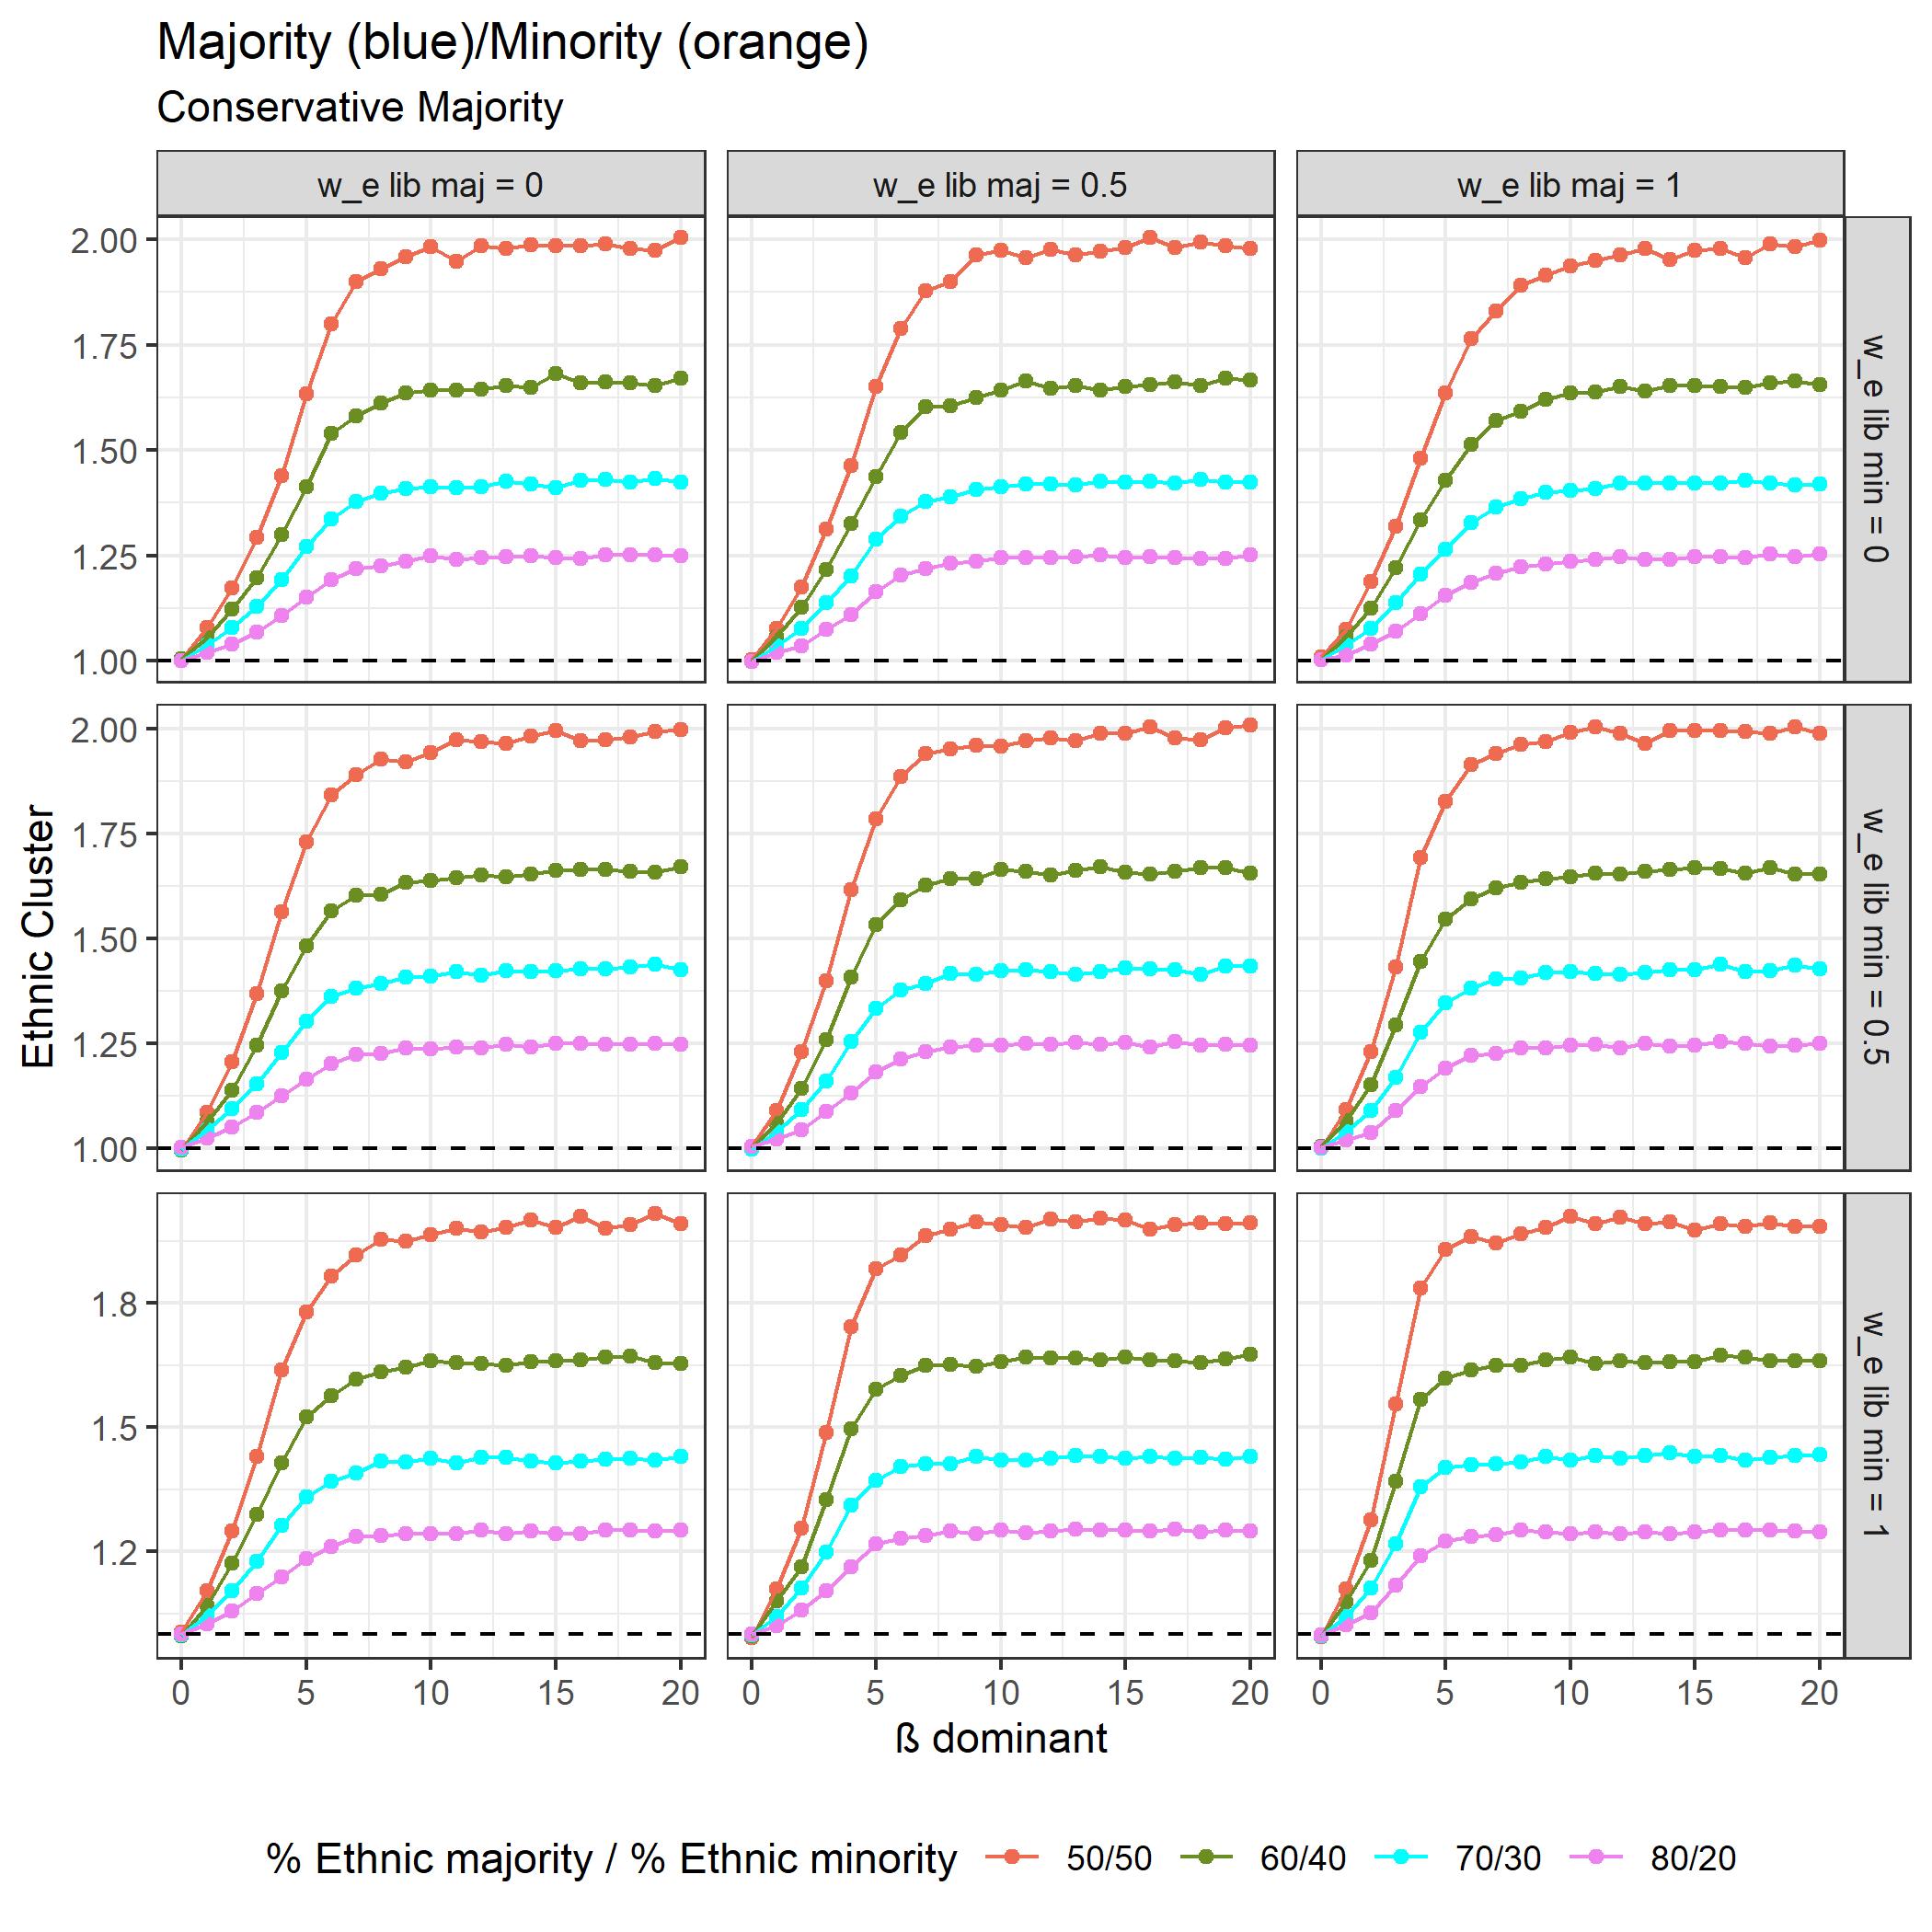 Majority (blue)/Minority (orange)
Conservative Majority
w_e lib maj = 0
w_e lib maj = 0.5
w_e lib maj = 1
2.00
1.75
1.50
1.25
1.00
w_e lib min = 0
2.00
1.75
1.50
1.25
1.00
w_e lib min = 0.5
Ethnic Cluster
1.8
1.5
1.2
w_e lib min = 1
0 5 10 15 20 0 5 10 15 20 0 5 10 15 20
ß dominant
% Ethnic majority / % Ethnic minority 50/50 60/40 70/30 80/20